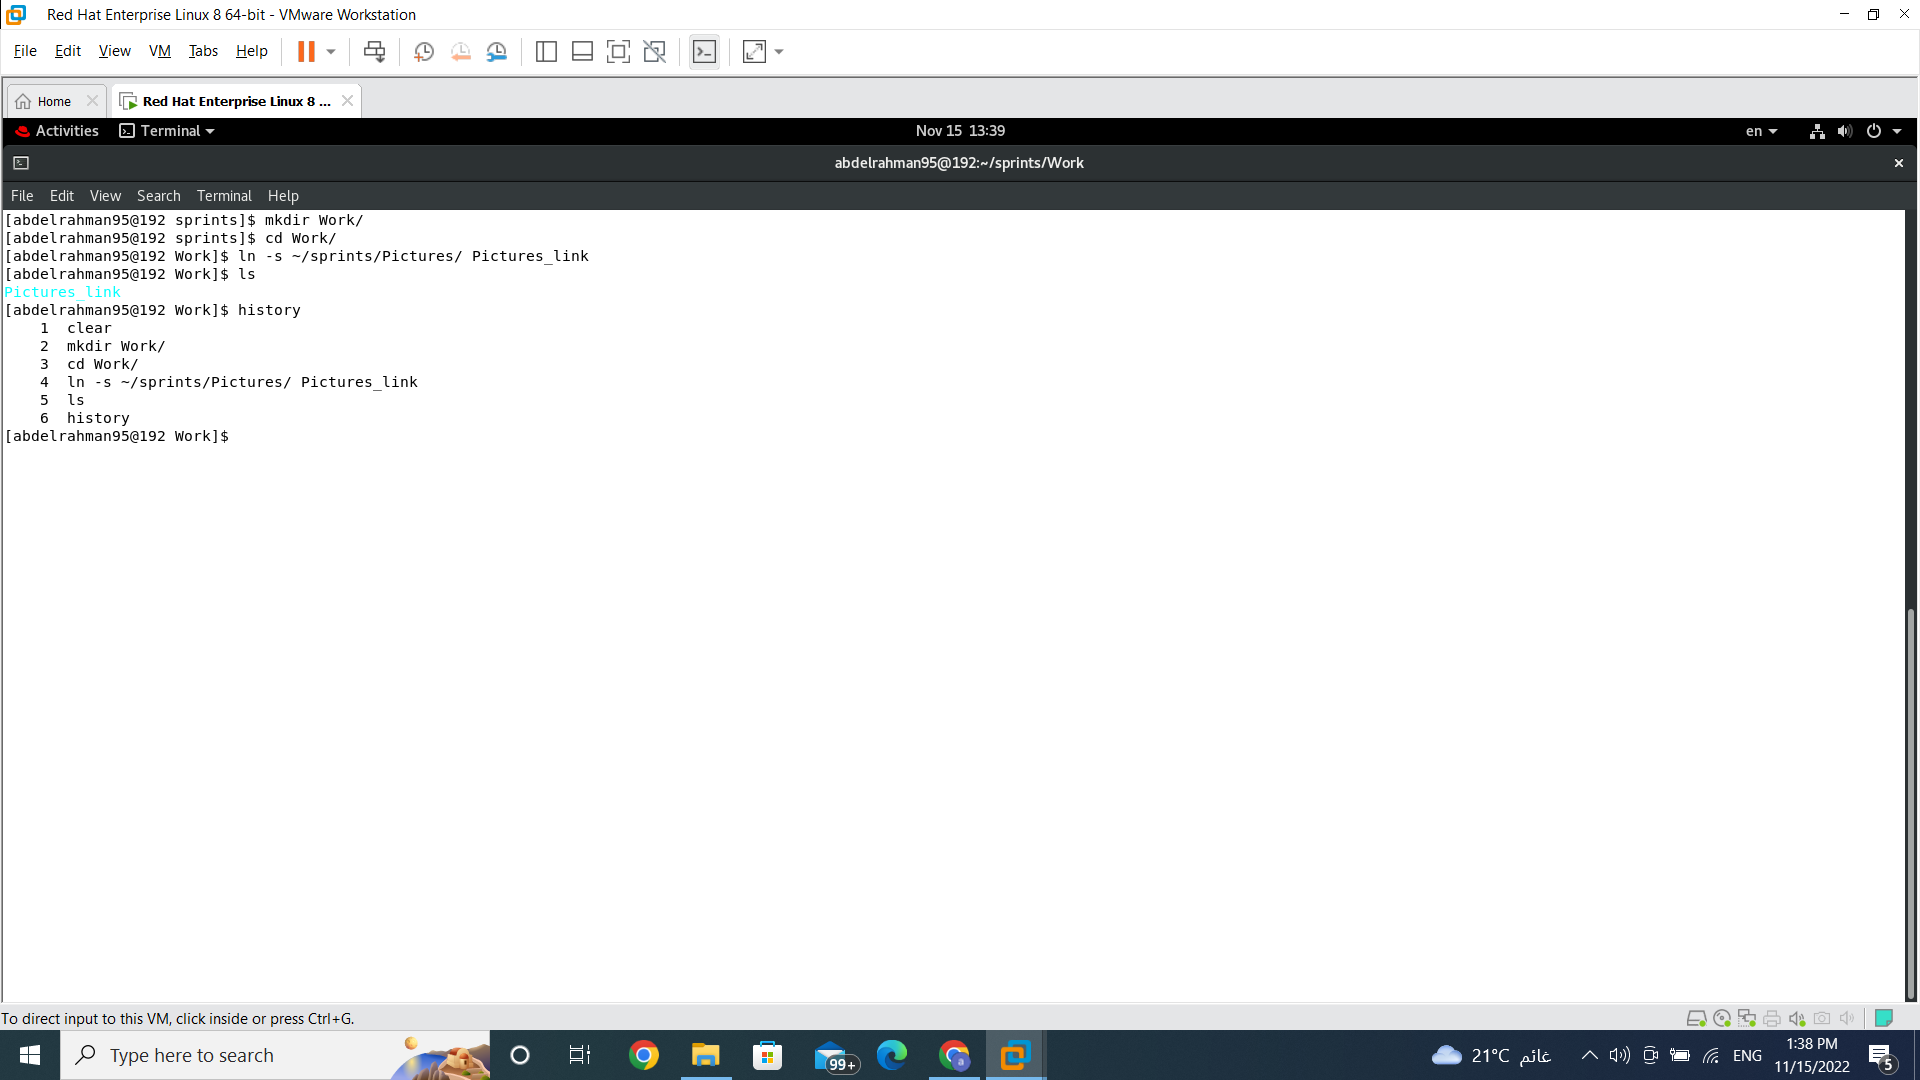 Red Hat Enterprise Linux 8 64-bit - VMware Workstation
File Edit View VM Tabs Help
Home Red Hat Enterprise Linux 8 ...
Activities Terminal Nov 15 13:39 en
abdelrahman95@192:~/sprints/Work
File Edit View Search Terminal Help
[abdelrahman95@192 sprints]$ mkdir Work/
[abdelrahman95@192 sprints]$ cd Work/
[abdelrahman95@192 Work]$ ln -s ~/sprints/Pictures/ Pictures_link
[abdelrahman95@192 Work]$ ls
Pictures_link
[abdelrahman95@192 Work]$ history
1 clear
2 mkdir Work/
3 cd Work/
4 ln -s ~/sprints/Pictures/ Pictures_link
5 ls
6 history
[abdelrahman95@192 Work]$
To direct input to this VM, click inside or press Ctrl+G.
Type here to search 99+ 21°C غائم ENG 1:38 PM
11/15/2022 5